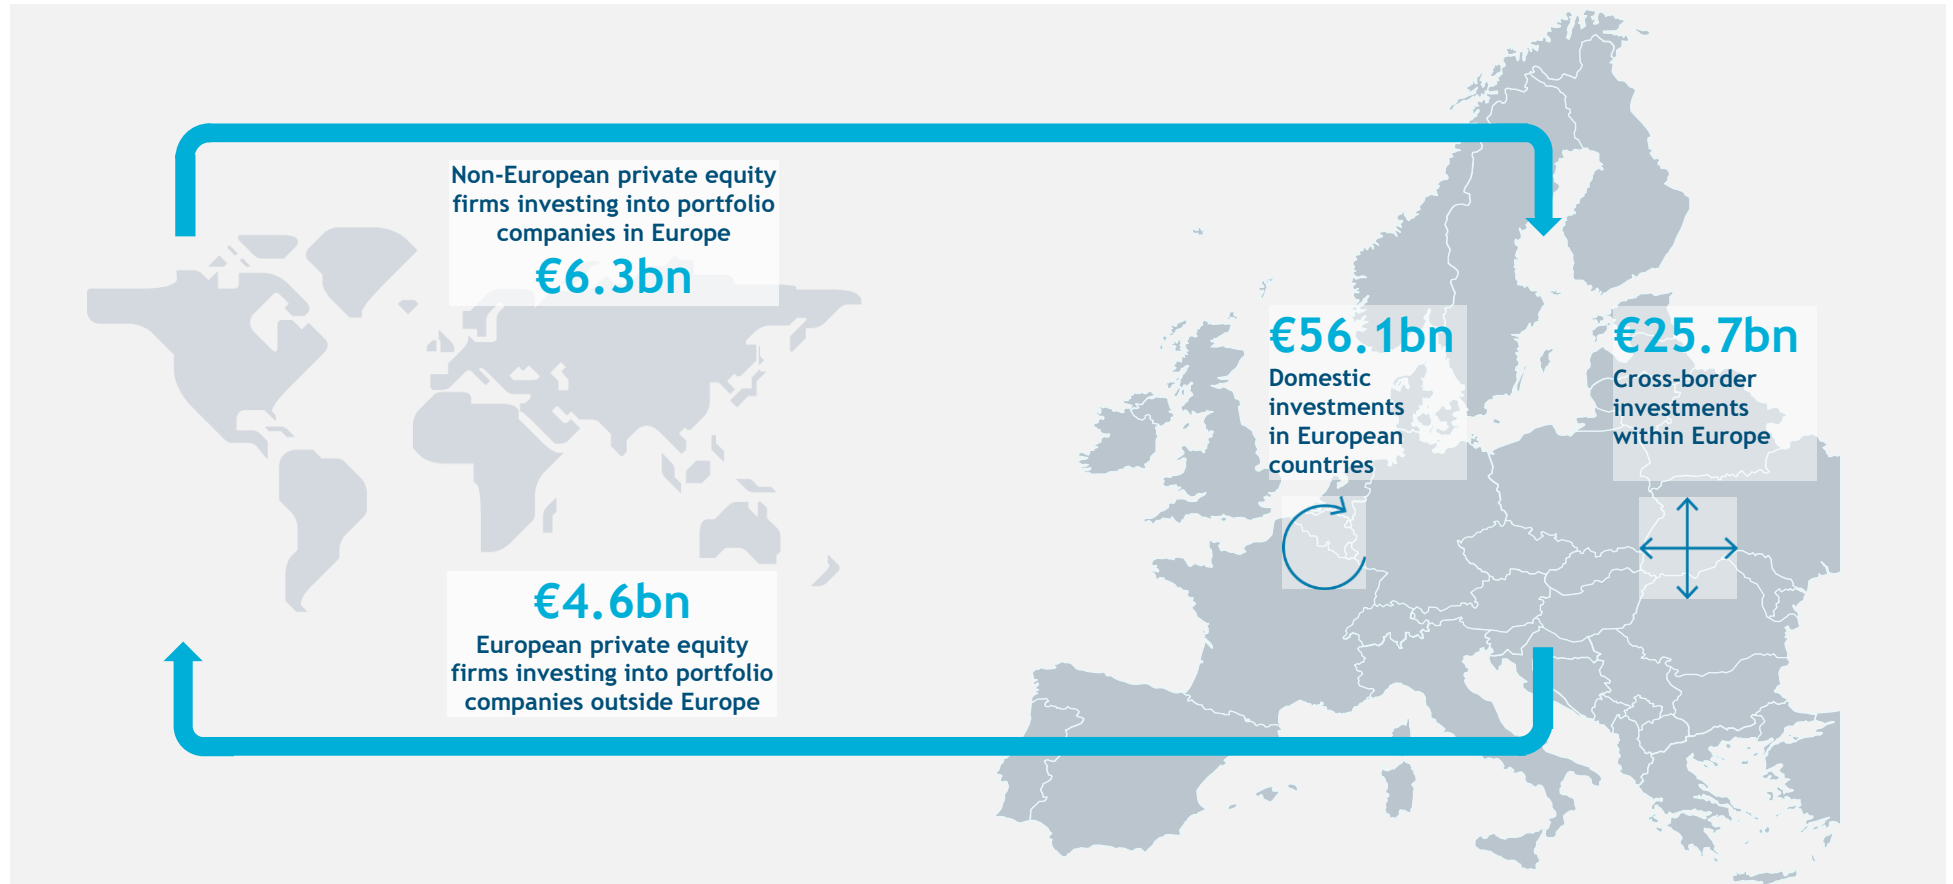 Non-European private equity
firms investing into portfolio
companies in Europe
€6.3bn
€56.1bn
Domestic
investments
in European
countries
€25.7bn
Cross-border
investments
within Europe
€4.6bn
European private equity
firms investing into portfolio
companies outside Europe